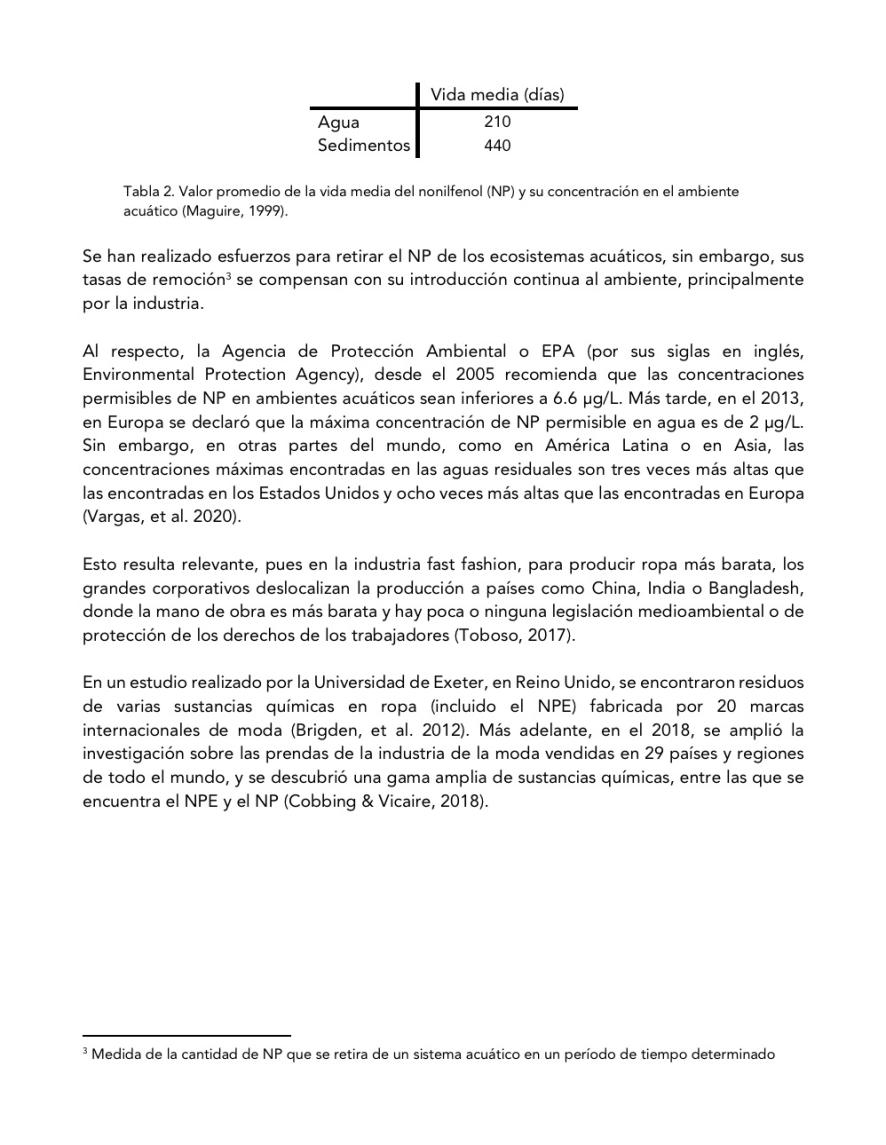 Vida media (días)
Agua 210
Sedimentos 440
Tabla 2. Valor promedio de la vida media del nonilfenol (NP) y su concentración en el ambiente
acuático (Maguire, 1999).
Se han realizado esfuerzos para retirar el NP de los ecosistemas acuáticos, sin embargo, sus
tasas de remoción³ se compensan con su introducción continua al ambiente, principalmente
por la industria.
Al respecto, la Agencia de Protección Ambiental o EPA (por sus siglas en inglés,
Environmental Protection Agency), desde el 2005 recomienda que las concentraciones
permisibles de NP en ambientes acuáticos sean inferiores a 6.6 µg/L. Más tarde, en el 2013,
en Europa se declaró que la máxima concentración de NP permisible en agua es de 2 µg/L.
Sin embargo, en otras partes del mundo, como en América Latina o en Asia, las
concentraciones máximas encontradas en las aguas residuales son tres veces más altas que
las encontradas en los Estados Unidos y ocho veces más altas que las encontradas en Europa
(Vargas, et al. 2020).
Esto resulta relevante, pues en la industria fast fashion, para producir ropa más barata, los
grandes corporativos deslocalizan la producción a países como China, India o Bangladesh,
donde la mano de obra es más barata y hay poca o ninguna legislación medioambiental o de
protección de los derechos de los trabajadores (Toboso, 2017).
En un estudio realizado por la Universidad de Exeter, en Reino Unido, se encontraron residuos
de varias sustancias químicas en ropa (incluido el NPE) fabricada por 20 marcas
internacionales de moda (Brigden, et al. 2012). Más adelante, en el 2018, se amplió la
investigación sobre las prendas de la industria de la moda vendidas en 29 países y regiones
de todo el mundo, y se descubrió una gama amplia de sustancias químicas, entre las que se
encuentra el NPE y el NP (Cobbing & Vicaire, 2018).
³ Medida de la cantidad de NP que se retira de un sistema acuático en un período de tiempo determinado